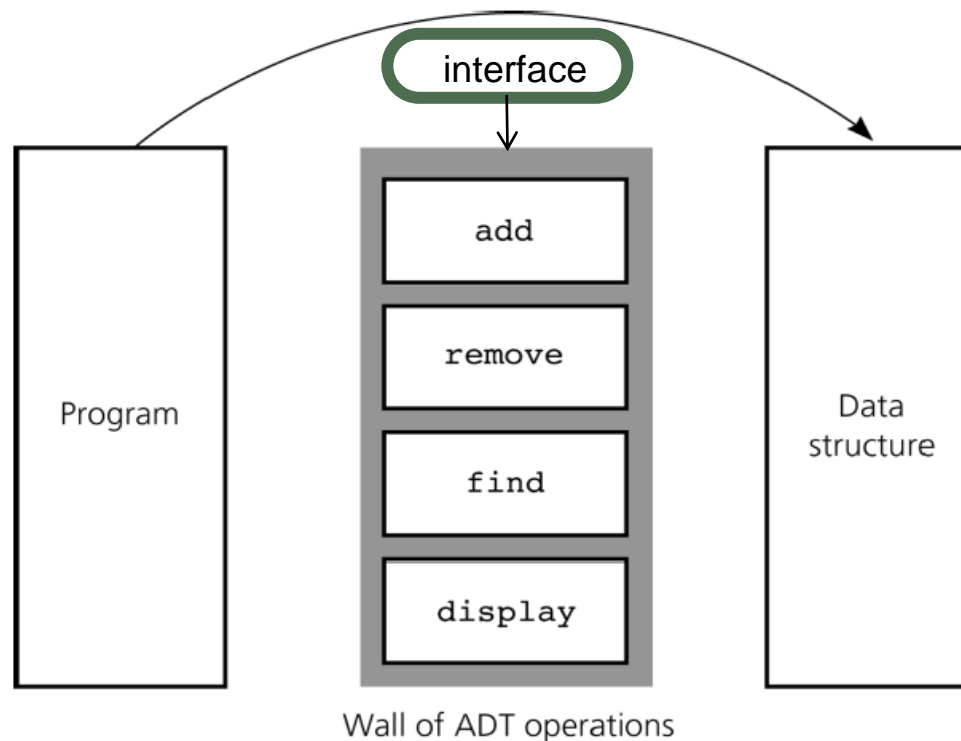 interface
add
remove
find
display
Program
Data
structure
Wall of ADT operations